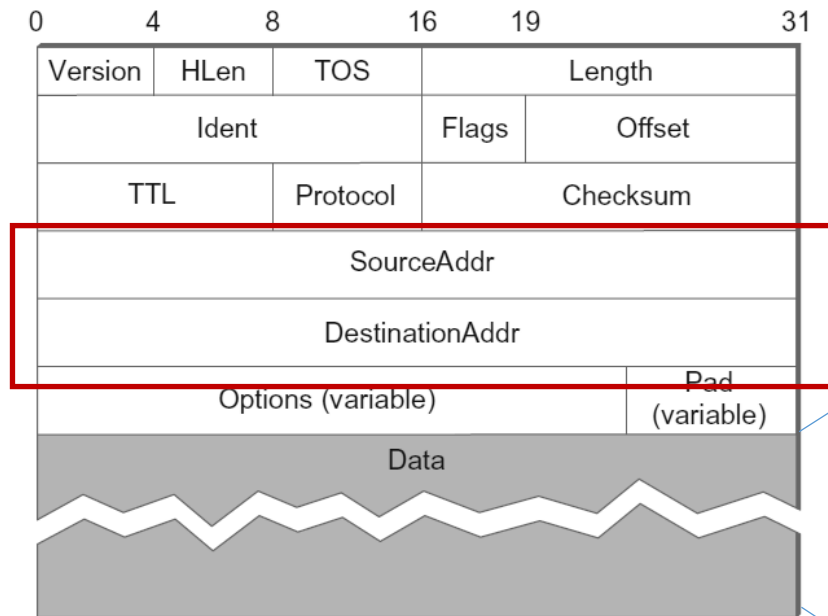 0 4 8 16 19 31
Version HLen TOS Length
Ident Flags Offset
TTL Protocol Checksum
SourceAddr
DestinationAddr
Options (variable) Pad
(variable)
Data